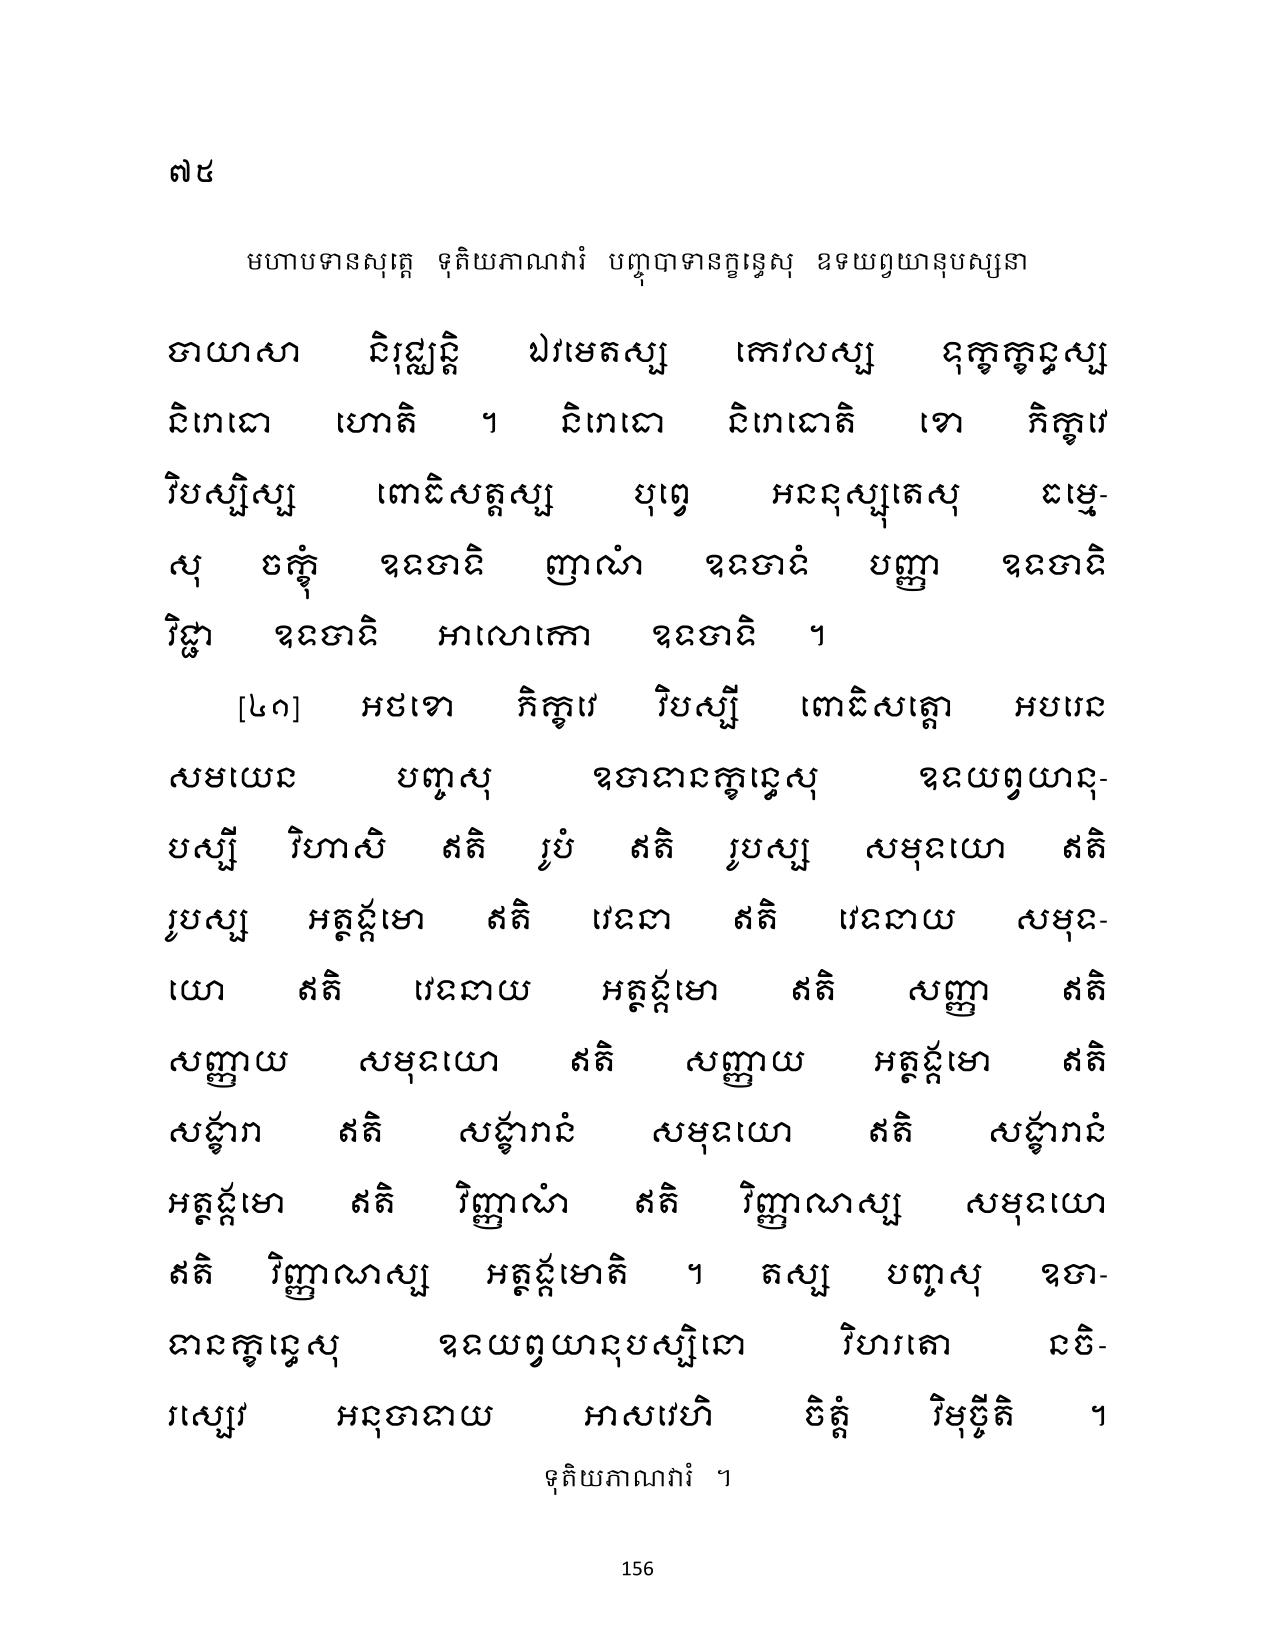 ៧៥
មហាបទានសុត្តេ ទុតិយភាណវារំ បញ្ចុបាទានក្ខន្ធេសុ ឧទយព្វយានុបស្សនា
បាយាសា និរុជ្ឈន្តិ ឯវមេតស្ស កេវលស្ស ទុក្ខក្ខន្ធស្ស
និរោធោ ហោតិ ។ និរោធោ និរោធោតិ ខោ ភិក្ខវេ
វិបស្សិស្ស ពោធិសត្តស្ស បុព្វេ អននុស្សុតេសុ ធម្មេ-
សុ ចក្ខុំ ឧទបាទិ ញាណំ ឧទបាទំ បញ្ញា ឧទបាទិ
វិជ្ជា ឧទបាទិ អាលោកោ ឧទបាទិ ។
[៤១] អថខោ ភិក្ខវេ វិបស្សី ពោធិសត្តោ អបរេន
សមយេន បញ្ចសុ ឧបាទានក្ខន្ធេសុ ឧទយព្វយានុ-
បស្សី វិហាសិ ឥតិ រូបំ ឥតិ រូបស្ស សមុទយោ ឥតិ
រូបស្ស អត្ថង្គមោ ឥតិ វេទនា ឥតិ វេទនាយ សមុទ-
យោ ឥតិ វេទនាយ អត្ថង្គមោ ឥតិ សញ្ញា ឥតិ
សញ្ញាយ សមុទយោ ឥតិ សញ្ញាយ អត្ថង្គមោ ឥតិ
សង្ខារា ឥតិ សង្ខារានំ សមុទយោ ឥតិ សង្ខារានំ
អត្ថង្គមោ ឥតិ វិញ្ញាណំ ឥតិ វិញ្ញាណស្ស សមុទយោ
ឥតិ វិញ្ញាណស្ស អត្ថង្គមោតិ ។ តស្ស បញ្ចសុ ឧបា-
ទានក្ខន្ធេសុ ឧទយព្វយានុបស្សិនោ វិហរតោ នចិ-
រស្សេវ អនុបាទាយ អាសវេហិ ចិត្តំ វិមុច្ចីតិ ។
ទុតិយភាណវារំ ។
156